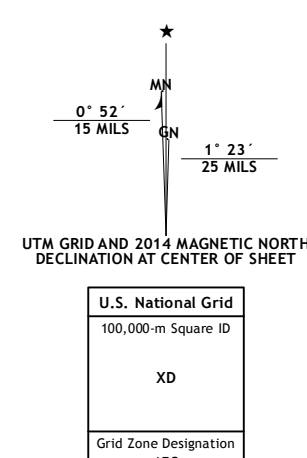 ★
MN
0° 52´
15 MILS
GN
1° 23´
25 MILS
UTM GRID AND 2014 MAGNETIC NORTH
DECLINATION AT CENTER OF SHEET
U.S. National Grid
100,000-m Square ID
XD
Grid Zone Designation